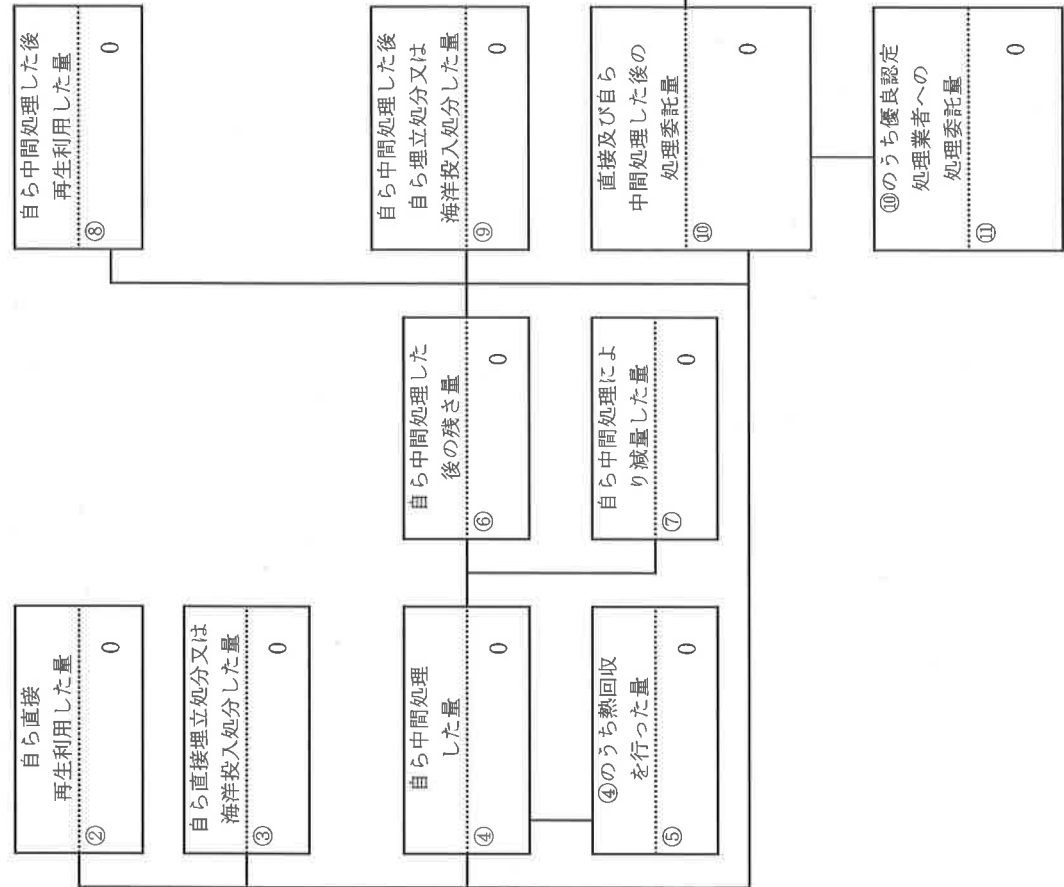 自ら直接
再生利用した量
②
0
自ら直接埋立処分又は
海洋投入処分した量
③
0
自ら中間処理
した量
④
0
④のうち熱回収
を行った量
⑤
0
自ら中間処理した
後の残さ量
⑥
0
自ら中間処理によ
り減量した量
⑦
0
自ら中間処理した後
再生利用した量
⑧
0
自ら中間処理した後
自ら埋立処分又は
海洋投入処分した量
⑨
0
直接及び自ら
中間処理した後の
処理委託量
⑩
0
⑩のうち優良認定
処理業者への
処理委託量
⑪
0